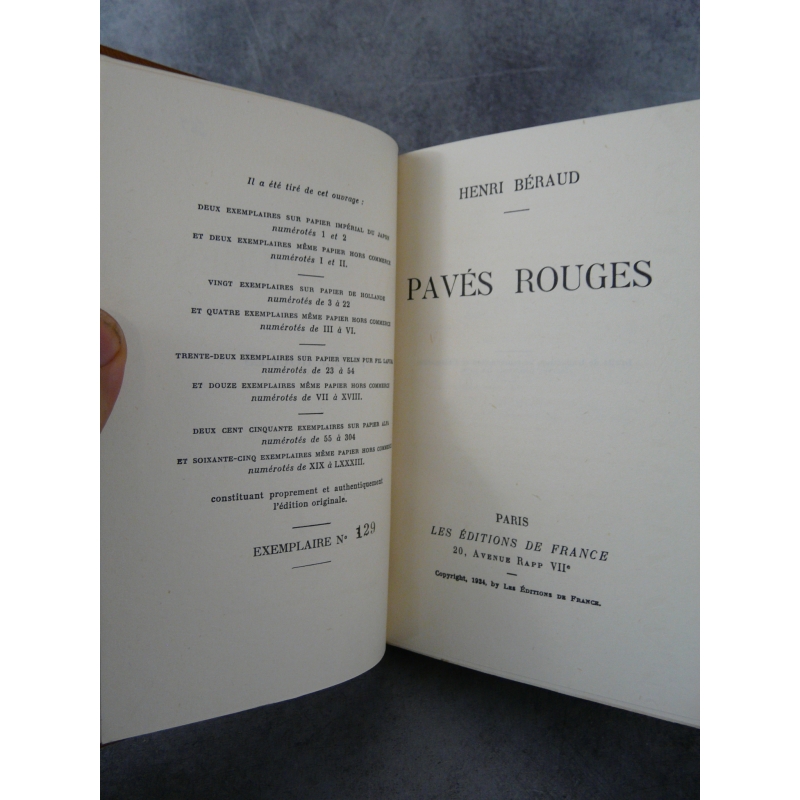 Il a été tiré de cet ouvrage :
DEUX EXEMPLAIRES SUR PAPIER IMPÉRIAL DU JAPON
numérotés 1 et 2
ET DEUX EXEMPLAIRES MÊME PAPIER HORS COMMERCE
numérotés I et II.
VINGT EXEMPLAIRES SUR PAPIER DE HOLLANDE
numérotés de 3 à 22
ET QUATRE EXEMPLAIRES MÊME PAPIER HORS COMMERCE
numérotés de III à VI.
TRENTE-DEUX EXEMPLAIRES SUR PAPIER VELIN PUR FIL LAFUMA
numérotés de 23 à 54
ET DOUZE EXEMPLAIRES MÊME PAPIER HORS COMMERCE
numérotés de VII à XVIII.
DEUX CENT CINQUANTE EXEMPLAIRES SUR PAPIER ALFA
numérotés de 55 à 304
ET SOIXANTE-CINQ EXEMPLAIRES MÊME PAPIER HORS COMMERCE
numérotés de XIX à LXXXIII.
constituant proprement et authentiquement
l'édition originale.
EXEMPLAIRE N° 129
HENRI BÉRAUD
PAVÉS ROUGES
PARIS
LES ÉDITIONS DE FRANCE
20, AVENUE RAPP VIIe
Copyright, 1934, by LES ÉDITIONS DE FRANCE.